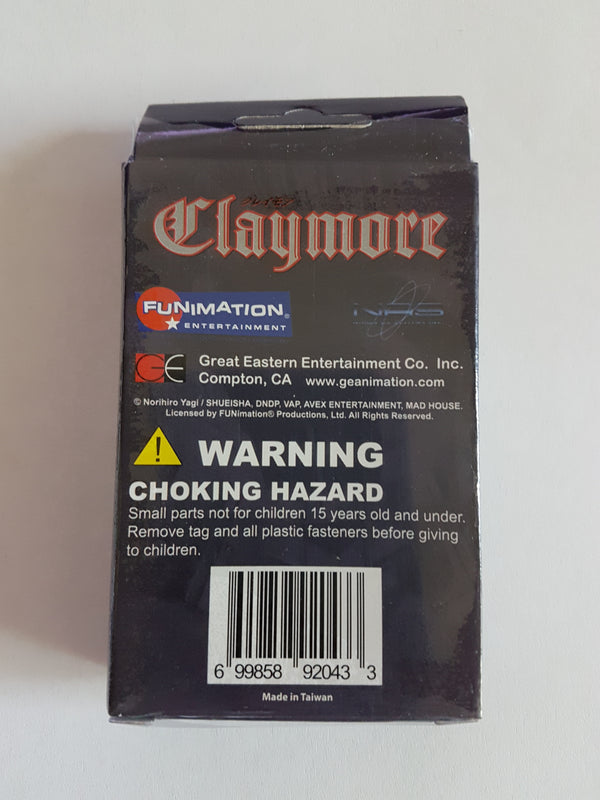 クレイモア
Claymore
FUNIMATION®
ENTERTAINMENT
NAS
Great Eastern Entertainment Co. Inc.
Compton, CA www.geanimation.com
© Norihiro Yagi / SHUEISHA, DNDP, VAP, AVEX ENTERTAINMENT, MAD HOUSE.
Licensed by FUNimation® Productions, Ltd. All Rights Reserved.
! WARNING
CHOKING HAZARD
Small parts not for children 15 years old and under.
Remove tag and all plastic fasteners before giving
to children.
6 99858 92043 3
Made in Taiwan